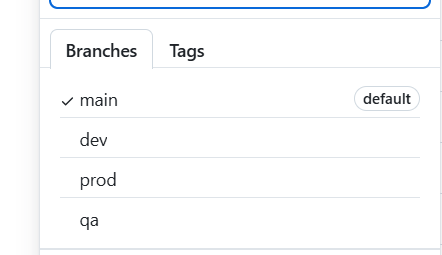 Branches Tags
main default
dev
prod
qa